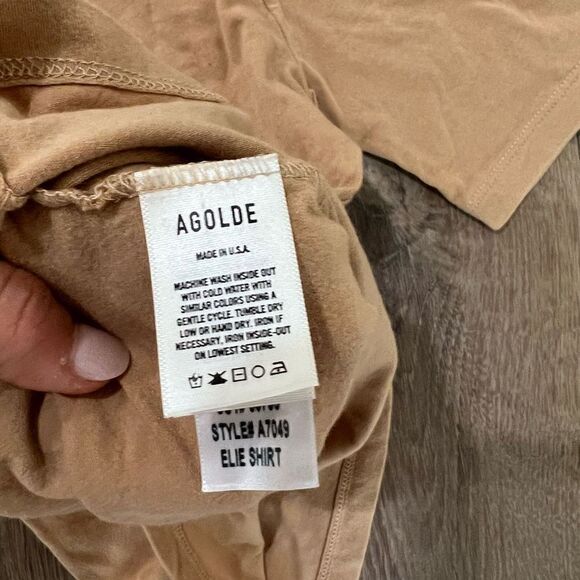 AGOLDE
MADE IN U.S.A.
MACHINE WASH INSIDE OUT
WITH COLD WATER WITH
SIMILAR COLORS USING A
GENTLE CYCLE. TUMBLE DRY
LOW OR HAND DRY. IRON IF
NECESSARY, IRON INSIDE-OUT
ON LOWEST SETTING.
STYLE# A7049
ELIE SHIRT